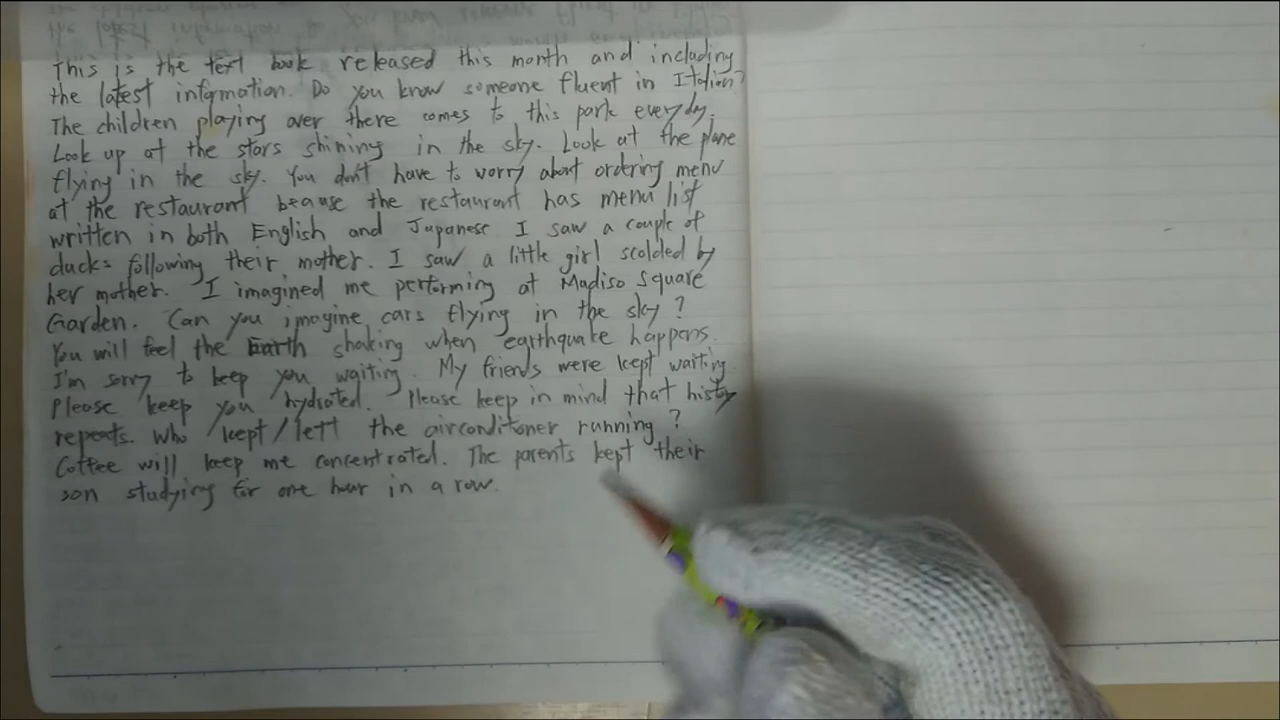 This is the text book released this month and including
the latest information. Do you know someone fluent in Italian?
The children playing over there comes to this park everyday.
Look up at the stars shining in the sky. Look at the plane
flying in the sky. You don't have to worry about ordering menu
at the restaurant beause the restaurant has menu list
written in both English and Japanese I saw a couple of
ducks following their mother. I saw a little girl scolded by
her mother. I imagined me performing at Madiso Square
Garden. Can you imagine cars flying in the sky?
You will feel the Earth shaking when earthquake happens.
I'm sorry to keep you waiting. My friends were kept waiting
Please keep you hydrated. Please keep in mind that history
repeats. Who kept/left the airconditoner running?
Coffee will keep me concentrated. The parents kept their
son studying for one hour in a row.